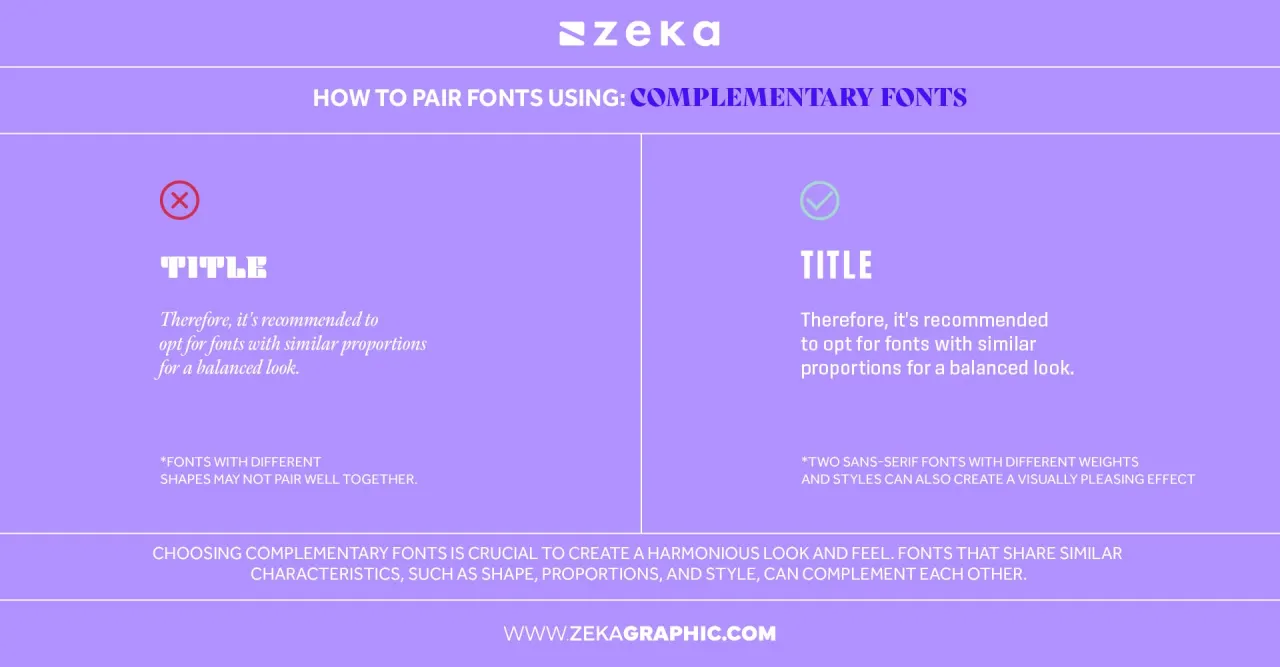 zeka
HOW TO PAIR FONTS USING: COMPLEMENTARY FONTS
TITLE
Therefore, it's recommended to
opt for fonts with similar proportions
for a balanced look.
*FONTS WITH DIFFERENT
SHAPES MAY NOT PAIR WELL TOGETHER.
TITLE
Therefore, it's recommended
to opt for fonts with similar
proportions for a balanced look.
*TWO SANS-SERIF FONTS WITH DIFFERENT WEIGHTS
AND STYLES CAN ALSO CREATE A VISUALLY PLEASING EFFECT
CHOOSING COMPLEMENTARY FONTS IS CRUCIAL TO CREATE A HARMONIOUS LOOK AND FEEL. FONTS THAT SHARE SIMILAR
CHARACTERISTICS, SUCH AS SHAPE, PROPORTIONS, AND STYLE, CAN COMPLEMENT EACH OTHER.
WWW.ZEKAGRAPHIC.COM